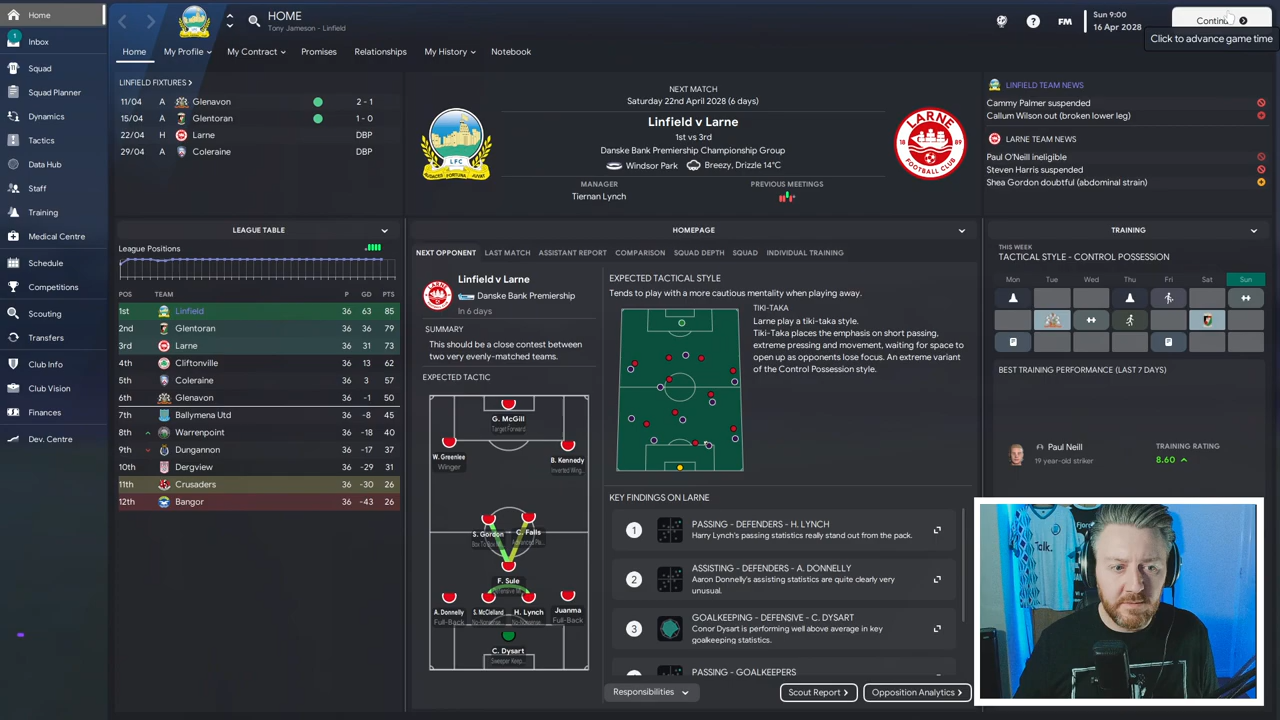 Home
Inbox
Squad
Squad Planner
Dynamics
Tactics
Data Hub
Staff
Training
Medical Centre
Schedule
Competitions
Scouting
Transfers
Club Info
Club Vision
Finances
Dev. Centre
1
HOME
Tony Jameson - Linfield
FM
Sun 9:00
16 Apr 2028
Click to advance game time
Home
My Profile
My Contract
Promises
Relationships
My History
Notebook
LINFIELD FIXTURES
11/04 A Glenavon 2 - 1
15/04 A Glentoran 1 - 0
22/04 H Larne DBP
29/04 A Coleraine DBP
NEXT MATCH
Saturday 22nd April 2028 (6 days)
Linfield v Larne
1st vs 3rd
Danske Bank Premiership Championship Group
Windsor Park Breezy, Drizzle 14°C
MANAGER
Tiernan Lynch
PREVIOUS MEETINGS
LFC
LARNE
18 89
FOOTBALL CLUB
LINFIELD TEAM NEWS
Cammy Palmer suspended
Callum Wilson out (broken lower leg)
LARNE TEAM NEWS
Paul O'Neill ineligible
Steven Harris suspended
Shea Gordon doubtful (abdominal strain)
LEAGUE TABLE
League Positions
POS TEAM P GD PTS
1st Linfield 36 63 85
2nd Glentoran 36 36 79
3rd Larne 36 31 73
4th Cliftonville 36 12 63
5th Coleraine 36 3 57
6th Glenavon 36 -1 50
7th Ballymena Utd 36 -8 45
8th Warrenpoint 36 -18 40
9th Dungannon 36 -17 37
10th Dergview 36 -29 31
11th Crusaders 36 -30 26
12th Bangor 36 -43 26
HOMEPAGE
NEXT OPPONENT
LAST MATCH
ASSISTANT REPORT
COMPARISON
SQUAD DEPTH
SQUAD
INDIVIDUAL TRAINING
Linfield v Larne
Danske Bank Premiership
In 6 days
SUMMARY
This should be a close contest between
two very evenly-matched teams.
EXPECTED TACTIC
G. McGill
Target Forward
W. Greenlee
Winger
B. Kennedy
Inverted Wing...
S. Gordon
C. Falls
F. Sule
A. Donnelly
Full-Back
S. McClelland
H. Lynch
Juanma
Full-Back
C. Dysart
Sweeper Keep...
EXPECTED TACTICAL STYLE
Tends to play with a more cautious mentality when playing away.
TIKI-TAKA
Larne play a tiki-taka style.
Tiki-Taka places the emphasis on short passing,
extreme pressing and movement, waiting for space to
open up as opponents lose focus. An extreme variant
of the Control Possession style.
KEY FINDINGS ON LARNE
1
PASSING - DEFENDERS - H. LYNCH
Harry Lynch's passing statistics really stand out from the pack.
2
ASSISTING - DEFENDERS - A. DONNELLY
Aaron Donnelly's assisting statistics are quite clearly very
unusual.
3
GOALKEEPING - DEFENSIVE - C. DYSART
Conor Dysart is performing well above average in key
goalkeeping statistics.
PASSING - GOALKEEPERS
Responsibilities
Scout Report
Opposition Analytics
TRAINING
THIS WEEK
TACTICAL STYLE - CONTROL POSSESSION
Mon Tue Wed Thu Fri Sat Sun
BEST TRAINING PERFORMANCE (LAST 7 DAYS)
Paul Neill
19 year-old striker
TRAINING RATING
8.60
Talk.